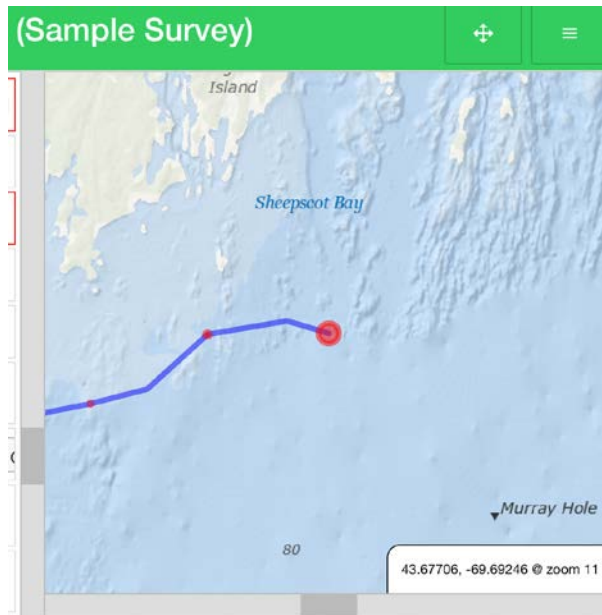 (Sample Survey)
Island
Sheepscot Bay
Murray Hole
80
43.67706, -69.69246 @ zoom 11